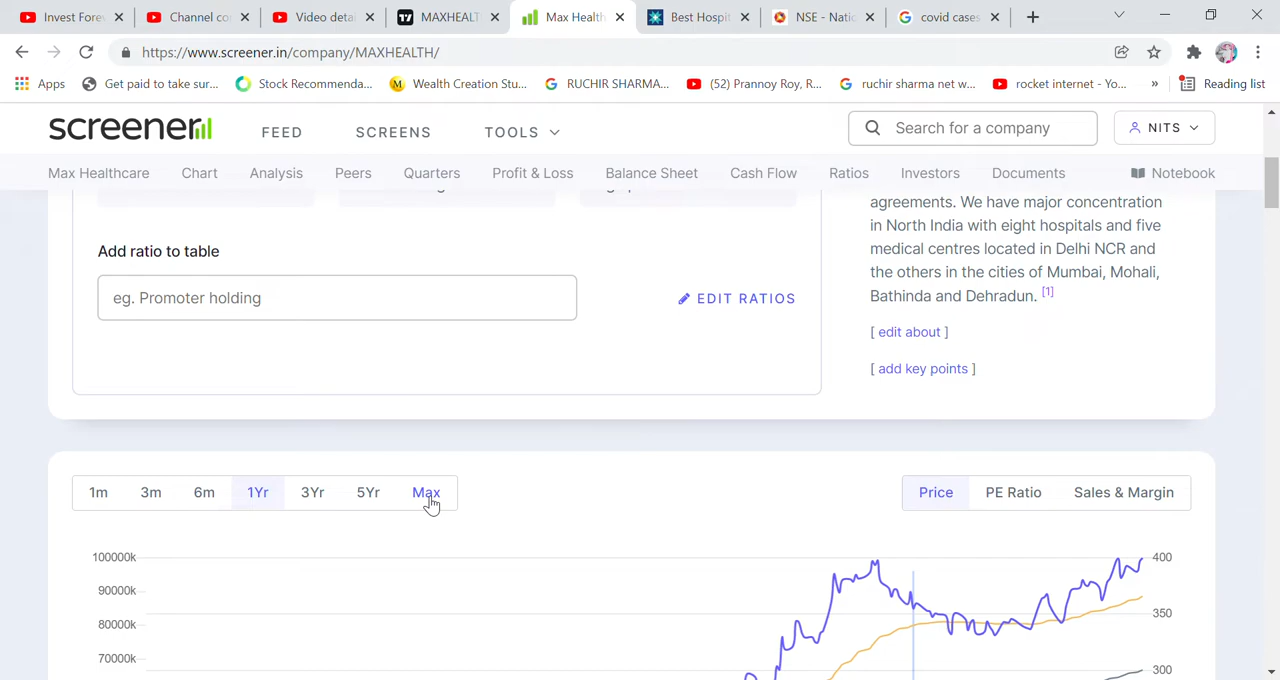 Invest Fore Channel co Video detai MAXHEALT Max Health Best Hospit NSE - Natio covid cases
https://www.screener.in/company/MAXHEALTH/
Apps Get paid to take sur... Stock Recommenda... Wealth Creation Stu... RUCHIR SHARMA... (52) Prannoy Roy, R... ruchir sharma net w... rocket internet - Yo... » Reading list
screener FEED SCREENS TOOLS Search for a company NITS
Max Healthcare Chart Analysis Peers Quarters Profit & Loss Balance Sheet Cash Flow Ratios Investors Documents Notebook
agreements. We have major concentration
in North India with eight hospitals and five
medical centres located in Delhi NCR and
the others in the cities of Mumbai, Mohali,
Bathinda and Dehradun. [1]
[ edit about ]
[ add key points ]
Add ratio to table
eg. Promoter holding
EDIT RATIOS
1m 3m 6m 1Yr 3Yr 5Yr Max
Price PE Ratio Sales & Margin
100000k 400
90000k
80000k 350
70000k 300